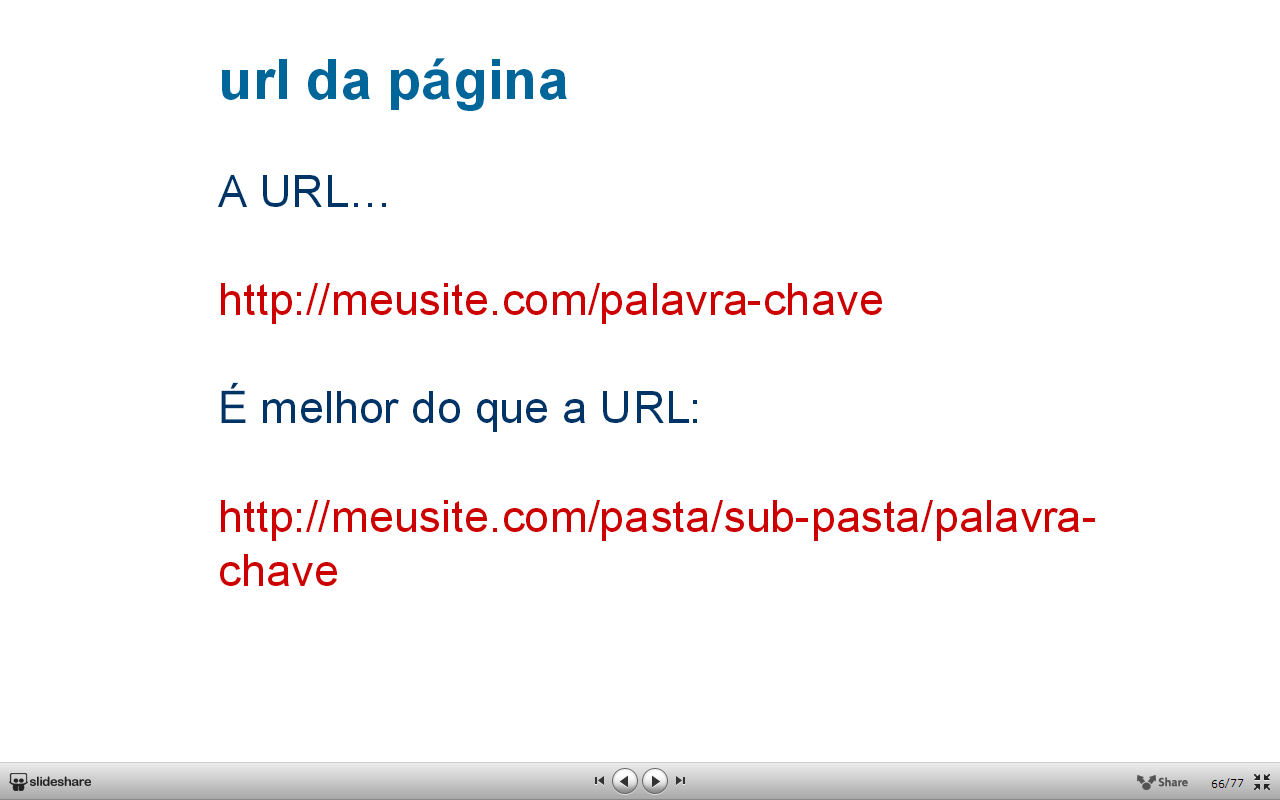 url da página
A URL…
http://meusite.com/palavra-chave
É melhor do que a URL:
http://meusite.com/pasta/sub-pasta/palavra-
chave
slideshare
Share
66/77